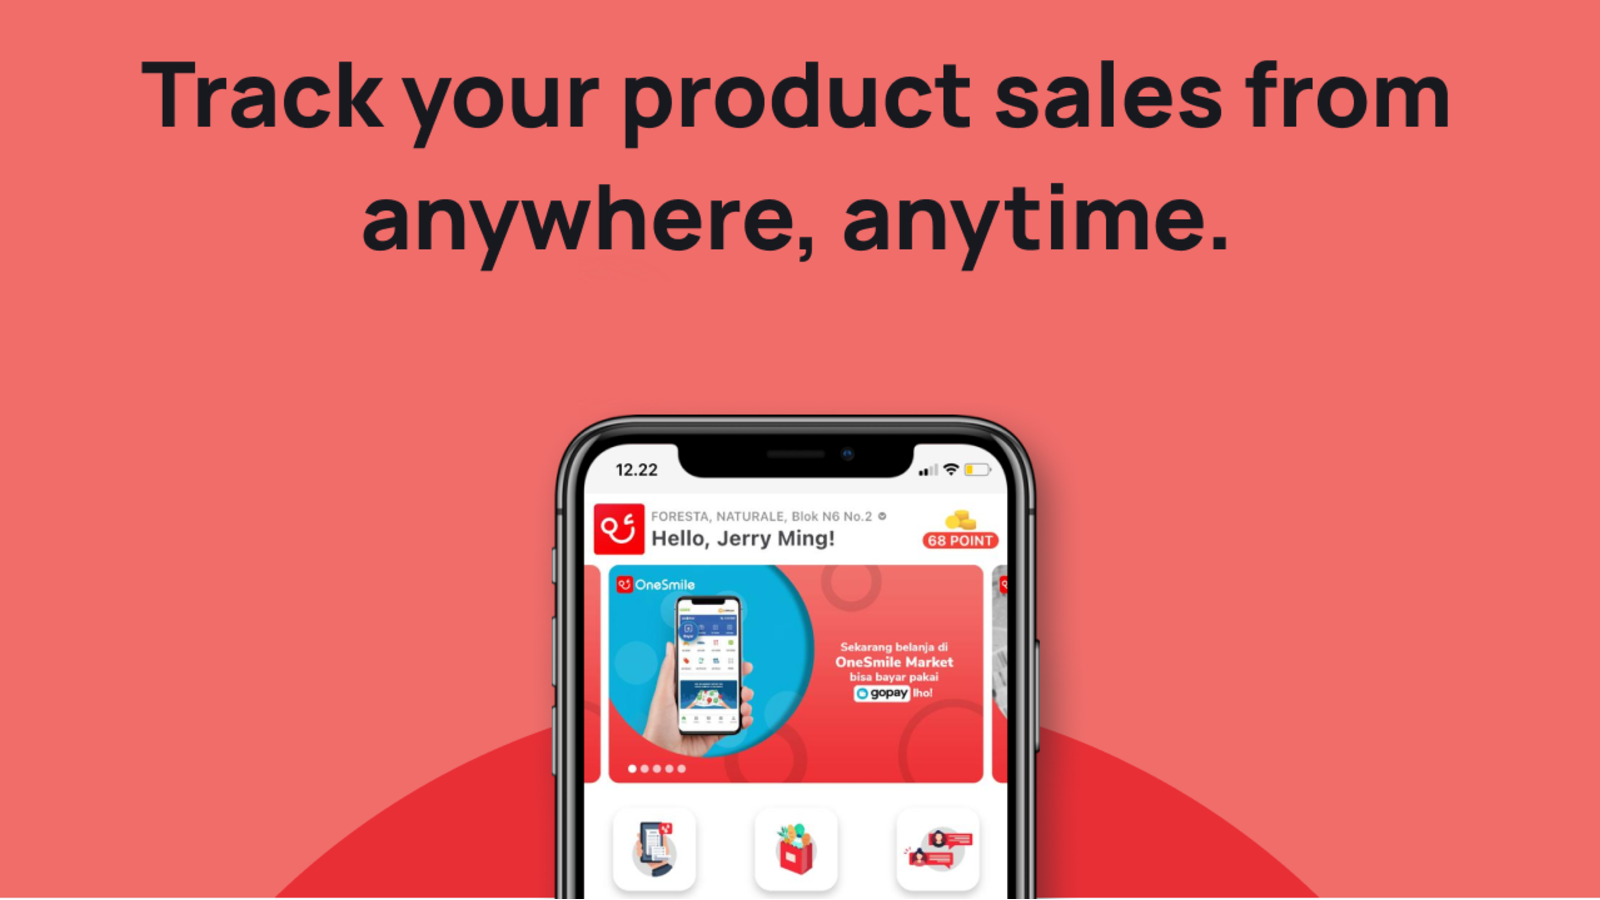 Track your product sales from
anywhere, anytime.
12.22
FORESTA, NATURALE, Blok N6 No.2
Hello, Jerry Ming!
68 POINT
OneSmile
Sekarang belanja di
OneSmile Market
bisa bayar pakai
gopay lho!